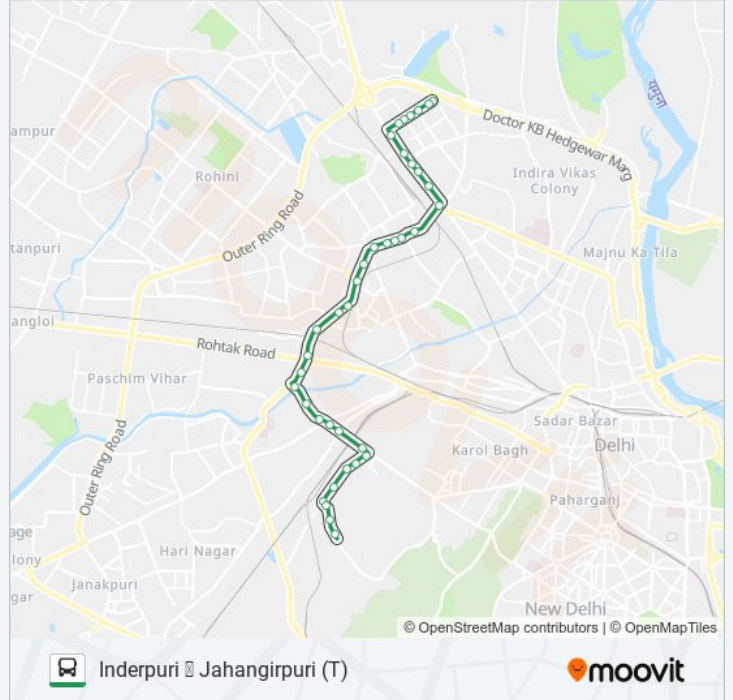 Doctor KB Hedgewar Marg
यमुना
ampur
Rohini
Indira Vikas
Colony
Outer Ring Road
tanpuri
Majnu Ka Tila
angloi
Rohtak Road
Paschim Vihar
Sadar Bazar
Delhi
Karol Bagh
Outer Ring Road
Paharganj
age
Hari Nagar
lony
Janakpuri
gar
New Delhi
© OpenStreetMap contributors | © OpenMapTiles
Inderpuri  Jahangirpuri (T)
moovit